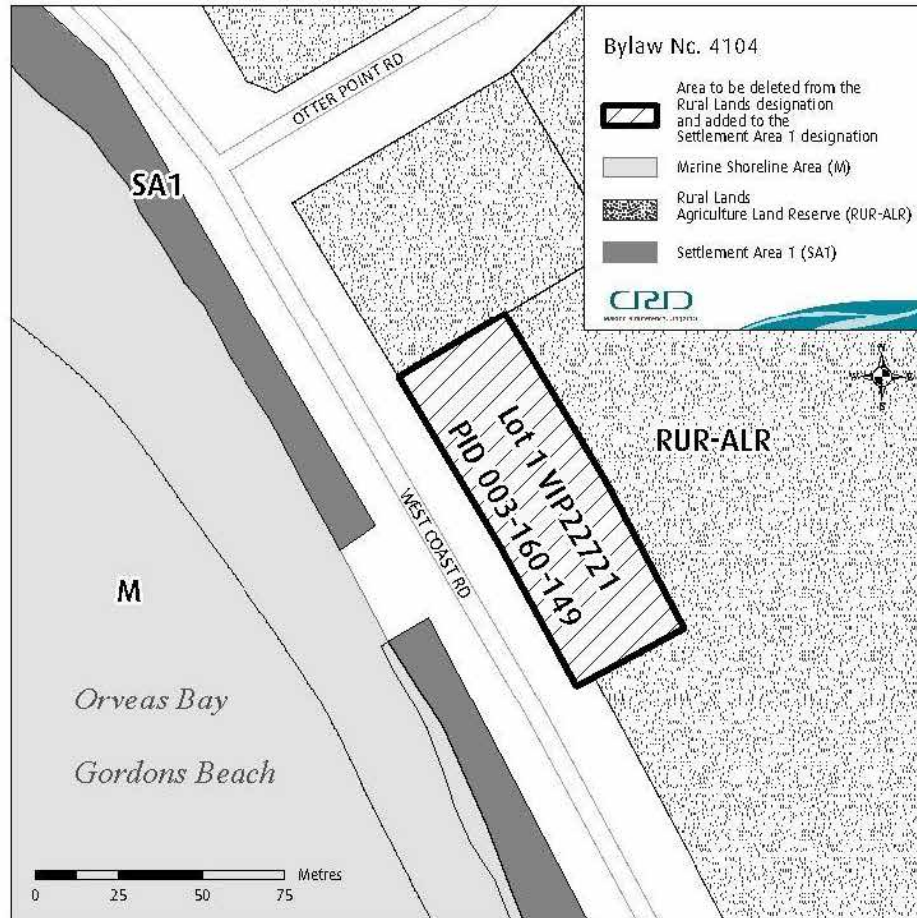 Bylaw Nc. 4104
Area to be deleted from the
Rural Lands designation
and added to the
Settlement Area 1 designation
Marine Shoreline Area (M)
Rural Lands
Agriculture Land Reserve (RUR-ALR)
Settlement Area 1 (SA1)
CRD
N
OTTER POINT RD
SA1
Lot 1 VIP22721
PID 003-160-149
RUR-ALR
WEST COAST RD
M
Orveas Bay
Gordons Beach
Metres
0 25 50 75